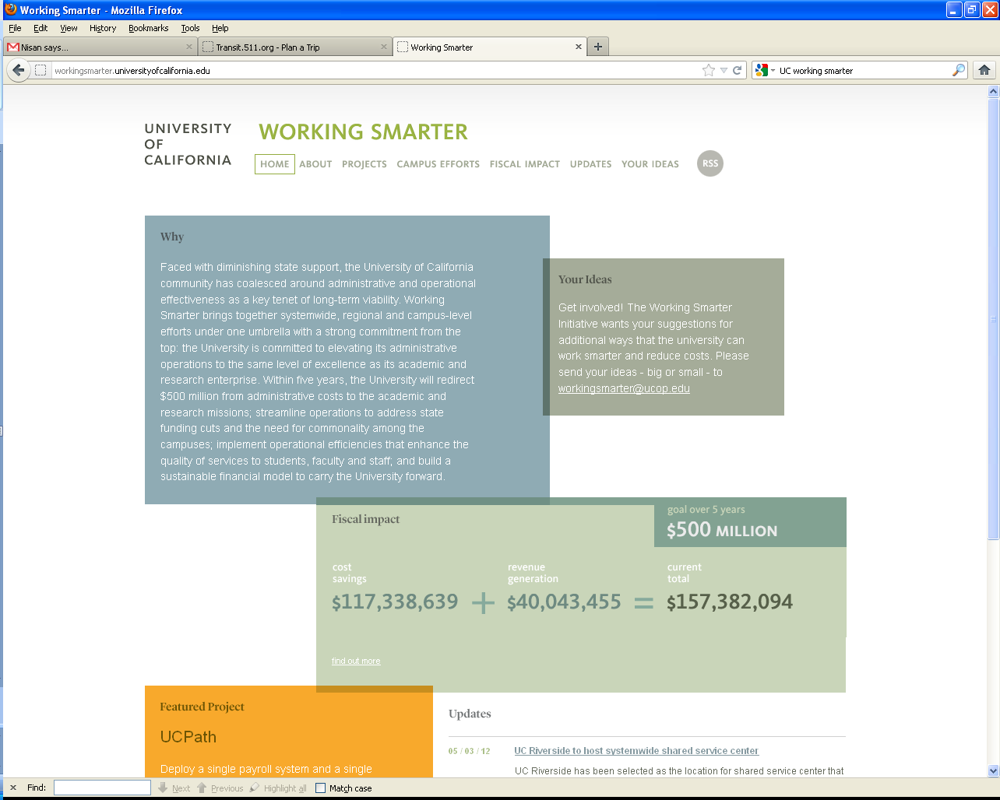 Working Smarter - Mozilla Firefox
File Edit View History Bookmarks Tools Help
Nisan says...
Transit.511.org - Plan a Trip
Working Smarter
workingsmarter.universityofcalifornia.edu
UC working smarter
UNIVERSITY
OF
CALIFORNIA
WORKING SMARTER
HOME ABOUT PROJECTS CAMPUS EFFORTS FISCAL IMPACT UPDATES YOUR IDEAS RSS
Why
Faced with diminishing state support, the University of California
community has coalesced around administrative and operational
effectiveness as a key tenet of long-term viability. Working
Smarter brings together systemwide, regional and campus-level
efforts under one umbrella with a strong commitment from the
top: the University is committed to elevating its administrative
operations to the same level of excellence as its academic and
research enterprise. Within five years, the University will redirect
$500 million from administrative costs to the academic and
research missions; streamline operations to address state
funding cuts and the need for commonality among the
campuses; implement operational efficiencies that enhance the
quality of services to students, faculty and staff; and build a
sustainable financial model to carry the University forward.
Your Ideas
Get involved! The Working Smarter
Initiative wants your suggestions for
additional ways that the university can
work smarter and reduce costs. Please
send your ideas - big or small - to
workingsmarter@ucop.edu
Fiscal impact
goal over 5 years
$500 MILLION
cost
savings
$117,338,639
+
revenue
generation
$40,043,455
=
current
total
$157,382,094
find out more
Featured Project
UCPath
Deploy a single payroll system and a single
Updates
05 / 03 / 12
UC Riverside to host systemwide shared service center
UC Riverside has been selected as the location for shared service center that
Find: Next Previous Highlight all Match case